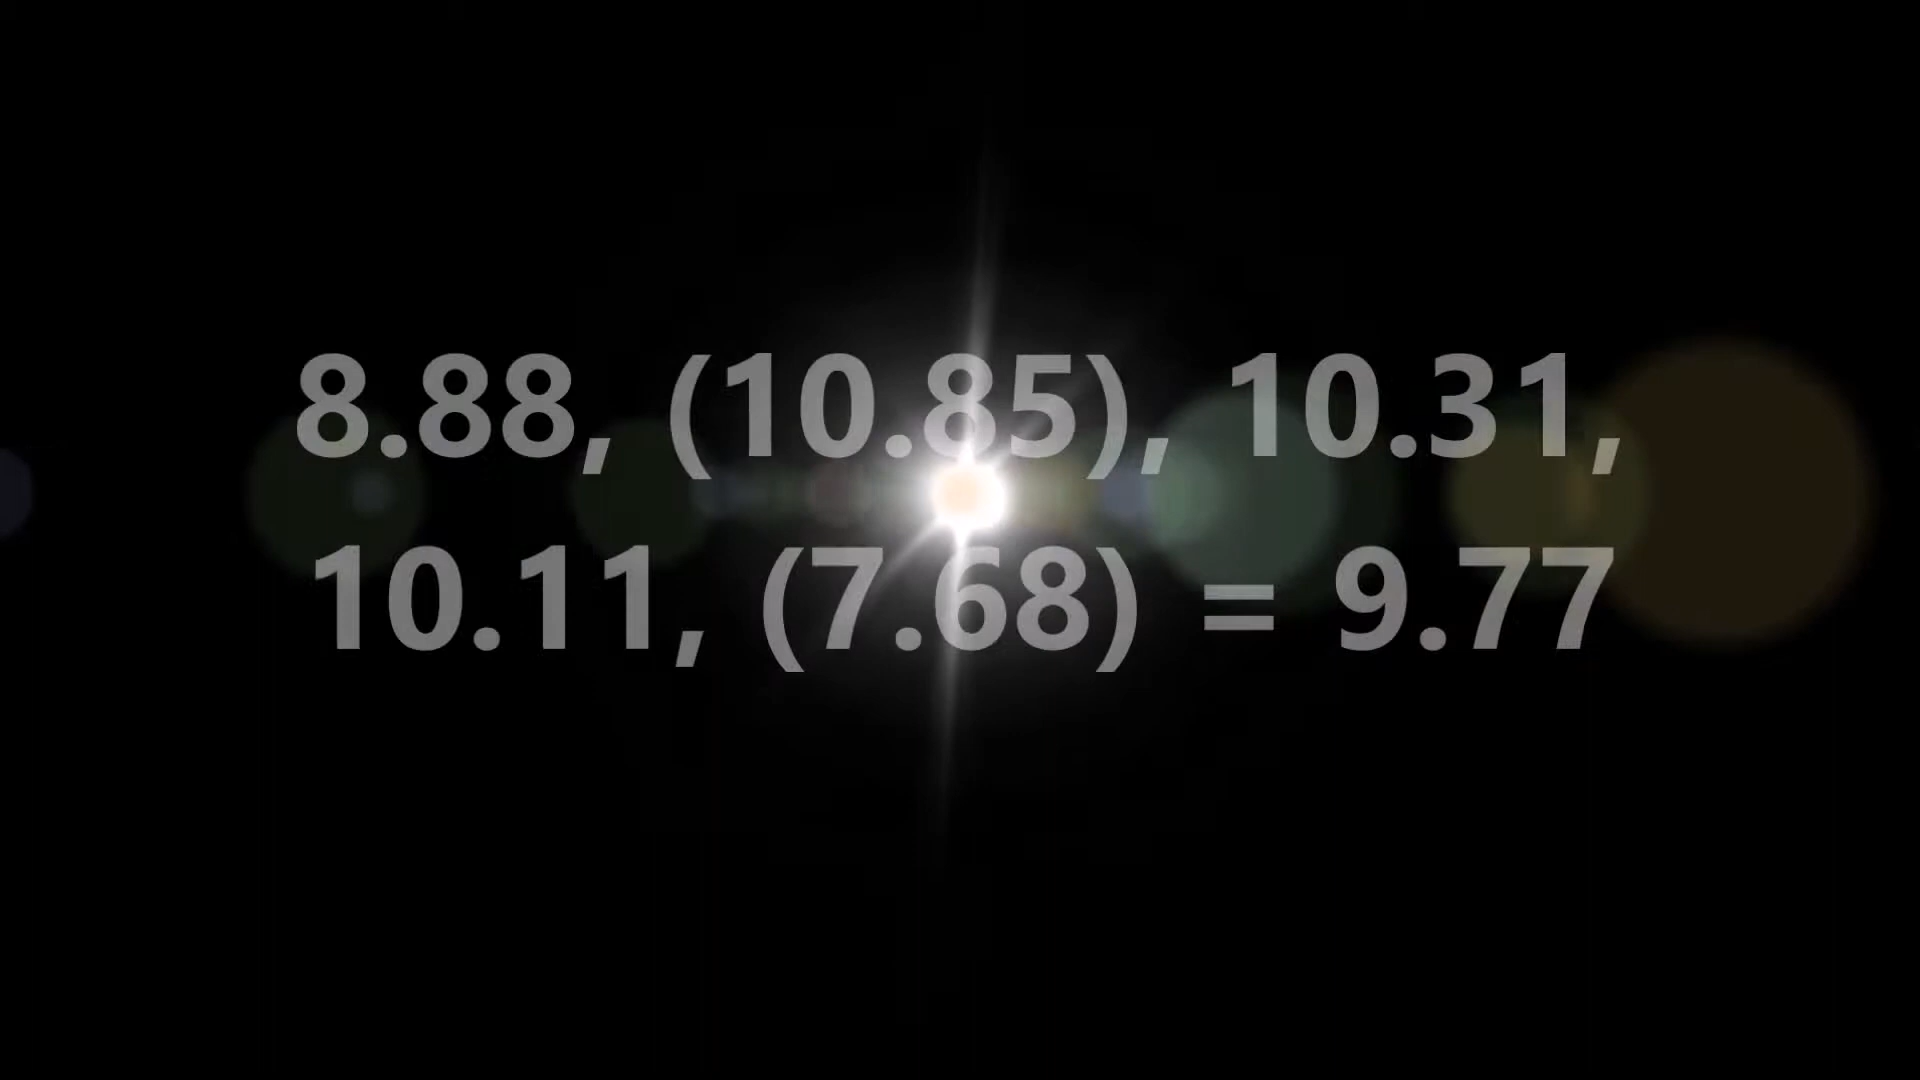 8.88, (10.85), 10.31,
10.11, (7.68) = 9.77